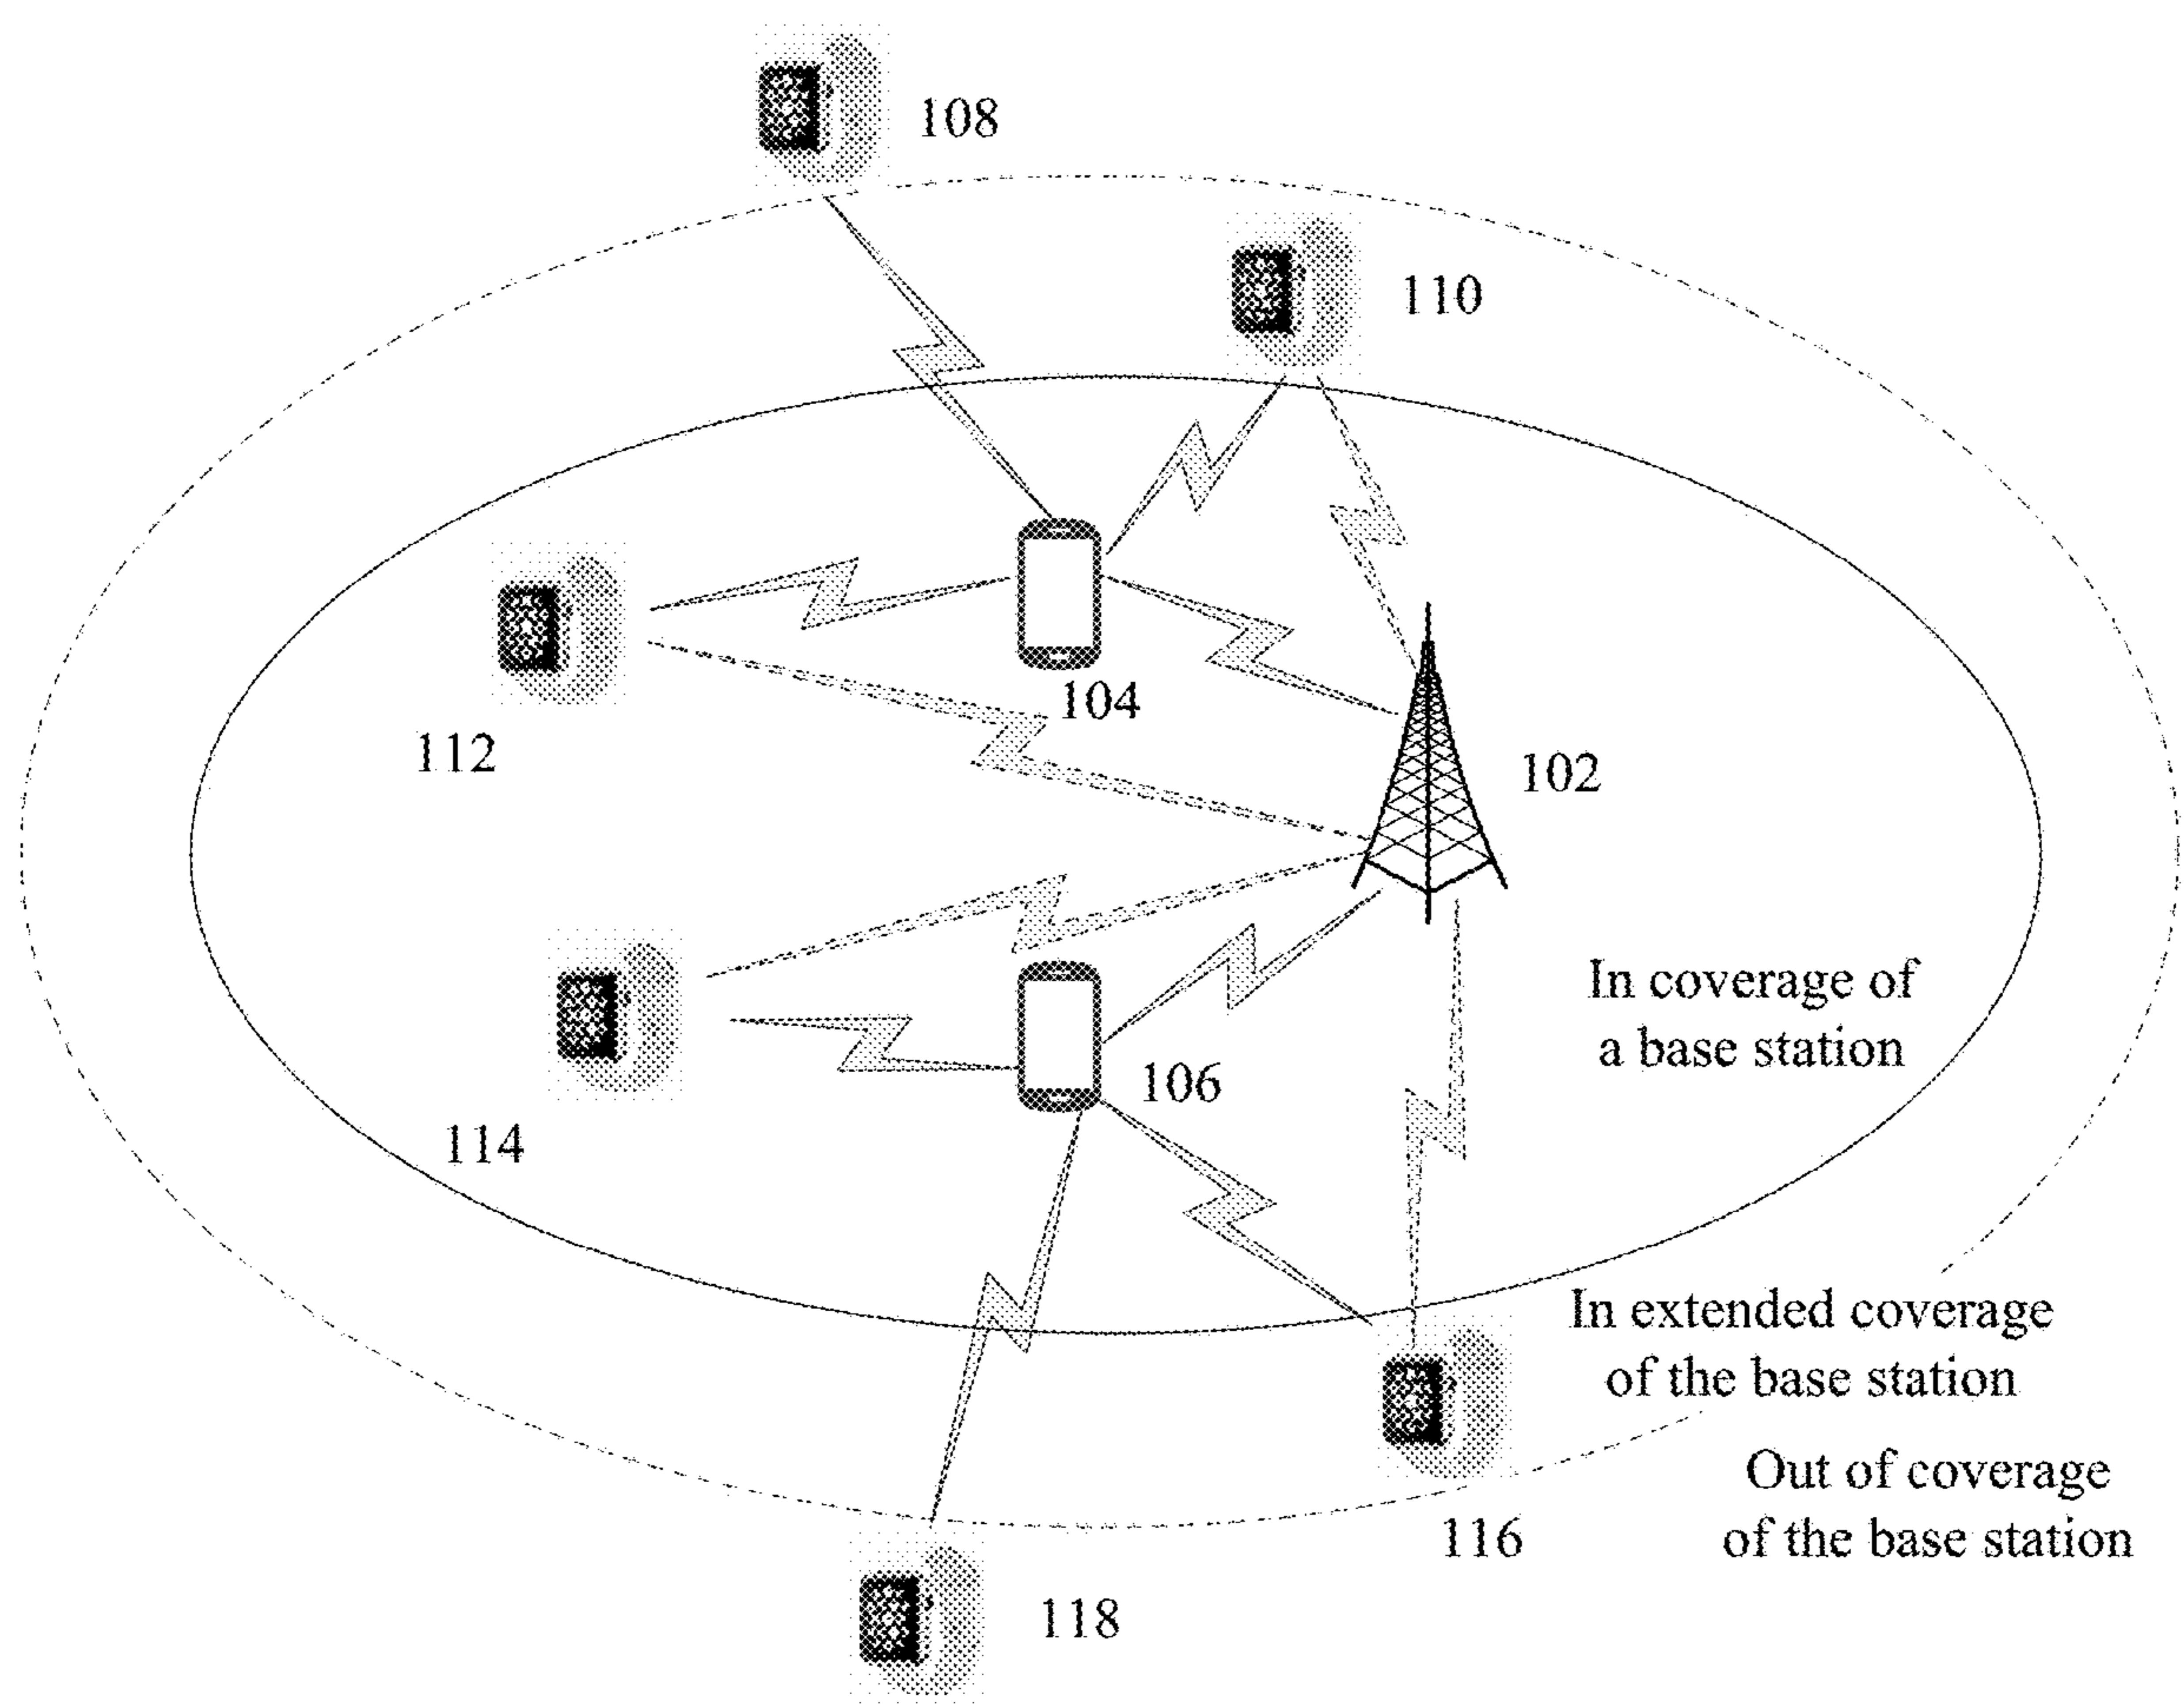 108
110
104
112
102
In coverage of
a base station
106
114
In extended coverage
of the base station
Out of coverage
of the base station
116
118